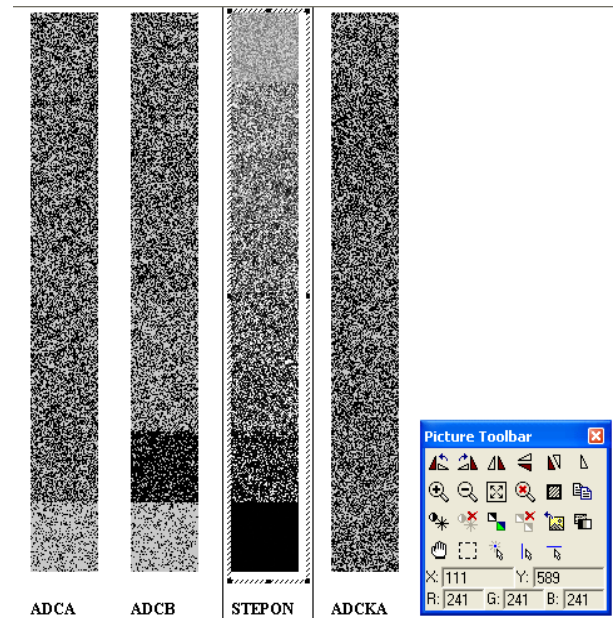 ADCA ADCB STEPON ADCKA
Picture Toolbar
X: 111 Y: 589
R: 241 G: 241 B: 241